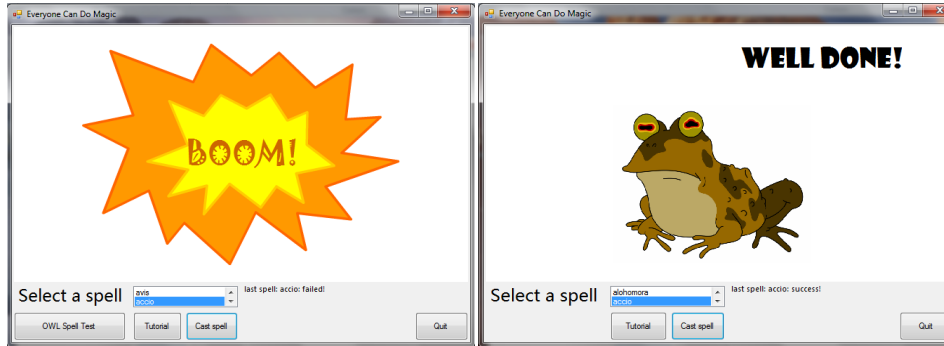 Everyone Can Do Magic
BOOM!
Select a spell
avis
accio
last spell: accio: failed!
OWL Spell Test
Tutorial
Cast spell
Quit
Everyone Can Do Magic
WELL DONE!
Select a spell
alohomora
accio
last spell: accio: success!
Tutorial
Cast spell
Quit